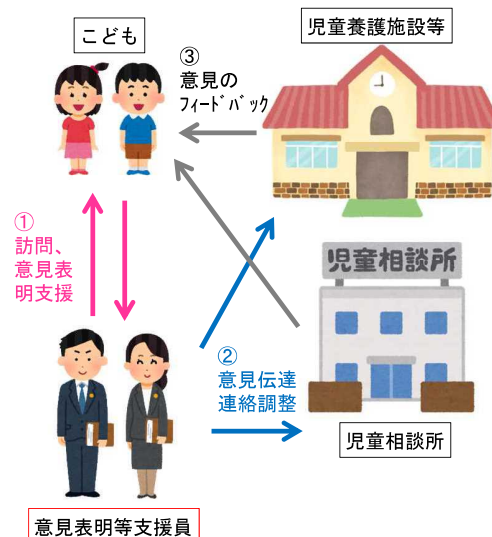 こども
児童養護施設等
③
意見の
フィードバック
①
訪問、
意見表
明支援
児童相談所
②
意見伝達
連絡調整
児童相談所
意見表明等支援員